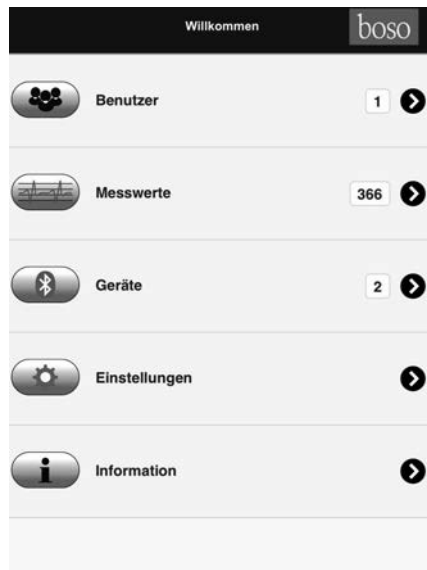 Willkommen
boso
Benutzer 1
Messwerte 366
Geräte 2
Einstellungen
Information